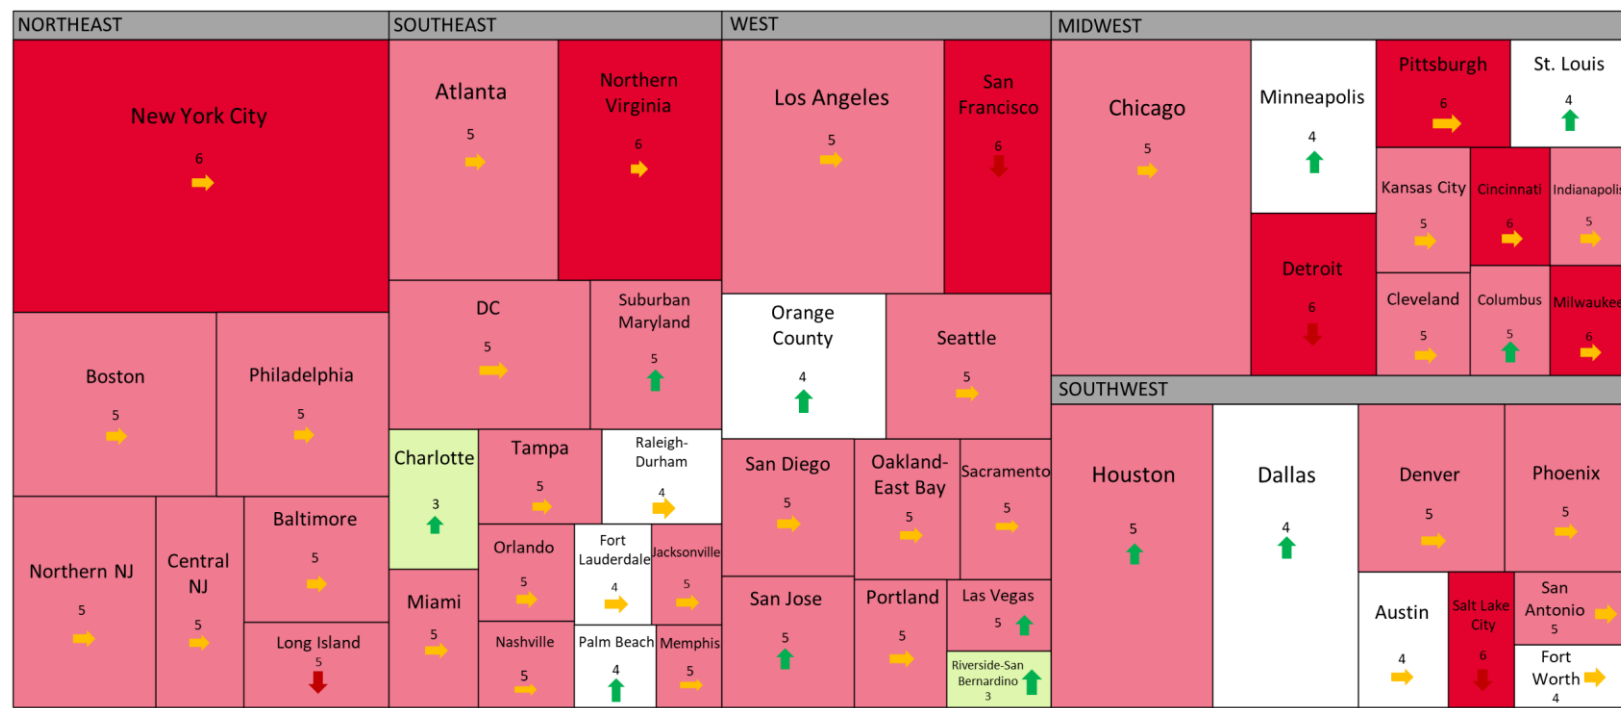 NORTHEAST
New York City
6
Boston
5
Philadelphia
5
Northern NJ
5
Central
NJ
5
Baltimore
5
Long Island
5
SOUTHEAST
Atlanta
5
Northern
Virginia
6
DC
5
Suburban
Maryland
5
Charlotte
3
Tampa
5
Raleigh-
Durham
4
Miami
5
Orlando
5
Fort
Lauderdale
4
Jacksonville
5
Nashville
5
Palm Beach
4
Memphis
5
WEST
Los Angeles
5
San
Francisco
6
Orange
County
4
Seattle
5
San Diego
5
Oakland-
East Bay
5
Sacramento
5
San Jose
5
Portland
5
Las Vegas
5
Riverside-San
Bernardino
3
MIDWEST
Chicago
5
Minneapolis
4
Detroit
6
Pittsburgh
6
St. Louis
4
Kansas City
5
Cincinnati
6
Indianapolis
5
Cleveland
5
Columbus
5
Milwaukee
6
SOUTHWEST
Houston
5
Dallas
4
Denver
5
Phoenix
5
Austin
4
Salt Lake
City
6
San
Antonio
5
Fort
Worth
4